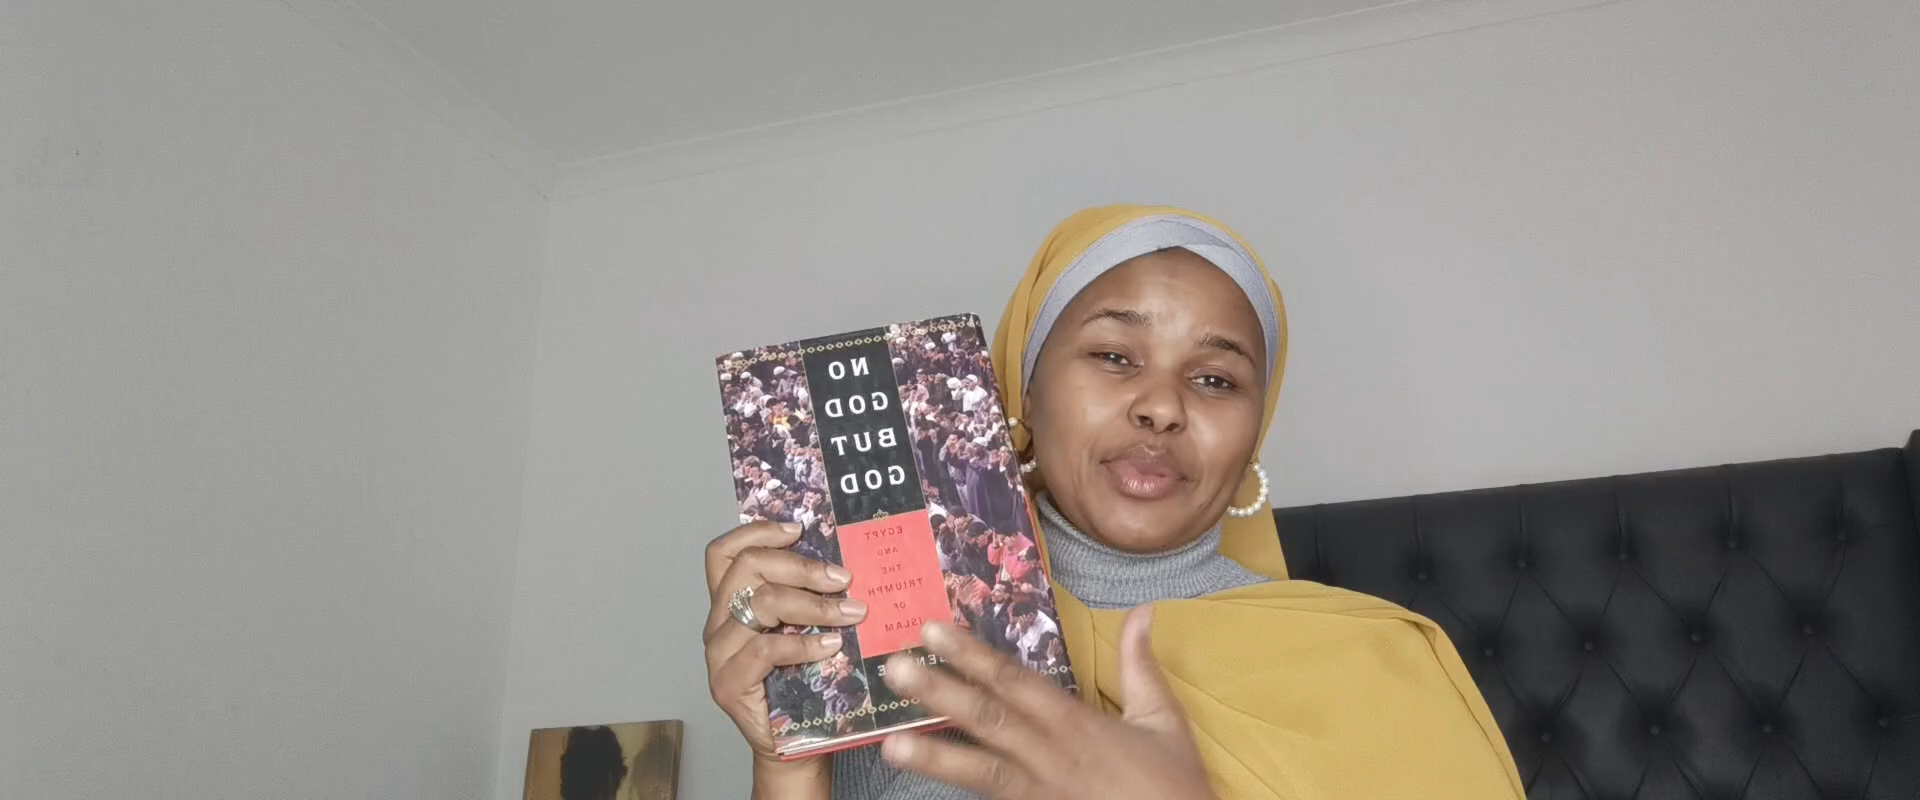 NO
GOD
BUT
GOD
EGYPT
AND
THE
TRIUMPH
OF
ISLAM